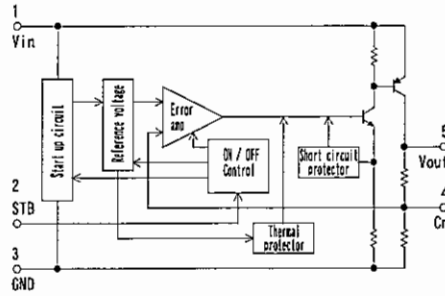 1
Vin
Start up circuit
Reference voltage
Error
amp
ON / OFF
Control
Short circuit
protector
Thermal
protector
5
Vout
4
Cn
2
STB
3
GND